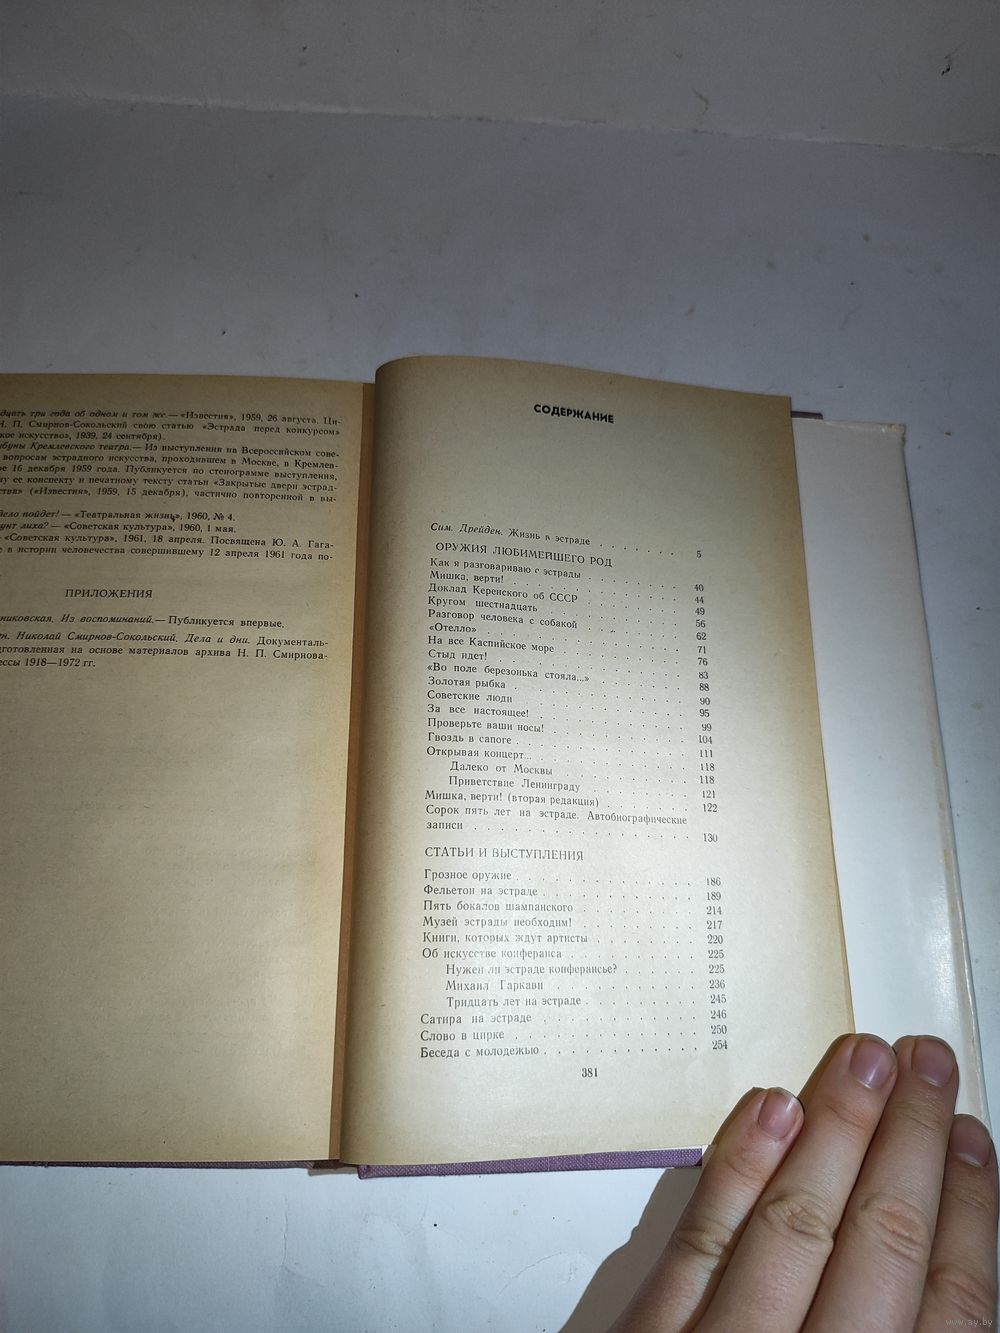 дцать три года об одном и том же.— «Известия», 1959, 26 августа. Ци-
Н. П. Смирнов-Сокольский свою статью «Эстрада перед конкурсом»
кое искусство», 1939, 24 сентября).
ибуны Кремлевского театра.— Из выступления на Всероссийском сове-
вопросам эстрадного искусства, проходившем в Москве, в Кремлев-
ре 16 декабря 1959 года. Публикуется по стенограмме выступления,
му ее конспекту и печатному тексту статьи «Закрытые двери эстрад-
ства» («Известия», 1959, 15 декабря), частично повторенной в вы-
дело пойдет! — «Театральная жизнь», 1960, № 4.
фунт лиха? — «Советская культура», 1960, 1 мая.
«Советская культура», 1961, 18 апреля. Посвящена Ю. А. Гага-
е в истории человечества совершившему 12 апреля 1961 года по-
ПРИЛОЖЕНИЯ
никовская. Из воспоминаний.— Публикуется впервые.
ен. Николай Смирнов-Сокольский. Дела и дни. Документаль-
дготовленная на основе материалов архива Н. П. Смирнова-
ессы 1918—1972 гг.
СОДЕРЖАНИЕ
Сим. Дрейден. Жизнь в эстраде . . . . . . . 5
ОРУЖИЯ ЛЮБИМЕЙШЕГО РОД
Как я разговариваю с эстрады . . . . . . . . 40
Мишка, верти! . . . . . . . . . . . 44
Доклад Керенского об СССР . . . . . . . . 49
Кругом шестнадцать . . . . . . . . . . 56
Разговор человека с собакой . . . . . . . . 62
«Отелло» . . . . . . . . . . . . 71
На все Каспийское море . . . . . . . . . 76
Стыд идет! . . . . . . . . . . . . 83
«Во поле березонька стояла...» . . . . . . . 88
Золотая рыбка . . . . . . . . . . . 90
Советские люди . . . . . . . . . . . 95
За все настоящее! . . . . . . . . . . 99
Проверьте ваши носы! . . . . . . . . . 104
Гвоздь в сапоге . . . . . . . . . . . 111
Открывая концерт... . . . . . . . . . . 118
Далеко от Москвы . . . . . . . . . 118
Приветствие Ленинграду . . . . . . . . 121
Мишка, верти! (вторая редакция) . . . . . . . 122
Сорок пять лет на эстраде. Автобиографические
записи . . . . . . . . . . . . . 130
СТАТЬИ И ВЫСТУПЛЕНИЯ
Грозное оружие . . . . . . . . . . . 186
Фельетон на эстраде . . . . . . . . . . 189
Пять бокалов шампанского . . . . . . . . 214
Музей эстрады необходим! . . . . . . . . 217
Книги, которых ждут артисты . . . . . . . 220
Об искусстве конферанса . . . . . . . . . 225
Нужен ли эстраде конферансье? . . . . . . 225
Михаил Гаркави . . . . . . . . . . 236
Тридцать лет на эстраде . . . . . . . . 245
Сатира на эстраде . . . . . . . . . . 246
Слово в цирке . . . . . . . . . . . 250
Беседа с молодежью . . . . . . . . . . 254
381
www.ay.by